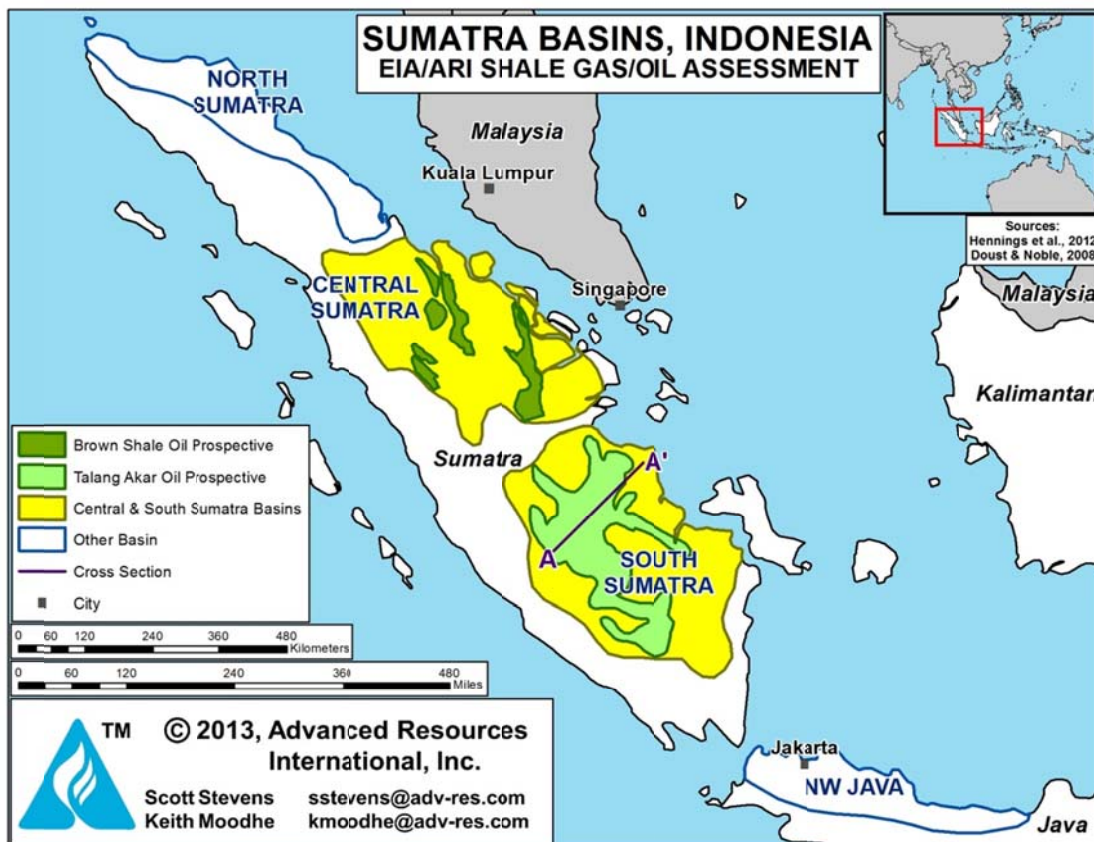 SUMATRA BASINS, INDONESIA
EIA/ARI SHALE GAS/OIL ASSESSMENT
NORTH
SUMATRA
Malaysia
Kuala Lumpur
Sources:
Hennings et al., 2012
Doust & Noble, 2008
CENTRAL
SUMATRA
Singapore
Malaysia
Kalimantan
Brown Shale Oil Prospective
Talang Akar Oil Prospective
Central & South Sumatra Basins
Other Basin
Cross Section
City
Sumatra
A'
A
SOUTH
SUMATRA
0 60 120 240 360 480
Kilometers
0 60 120 240 360 480
Miles
TM
© 2013, Advanced Resources
International, Inc.
Scott Stevens sstevens@adv-res.com
Keith Moodhe kmoodhe@adv-res.com
Jakarta
NW JAVA
Java